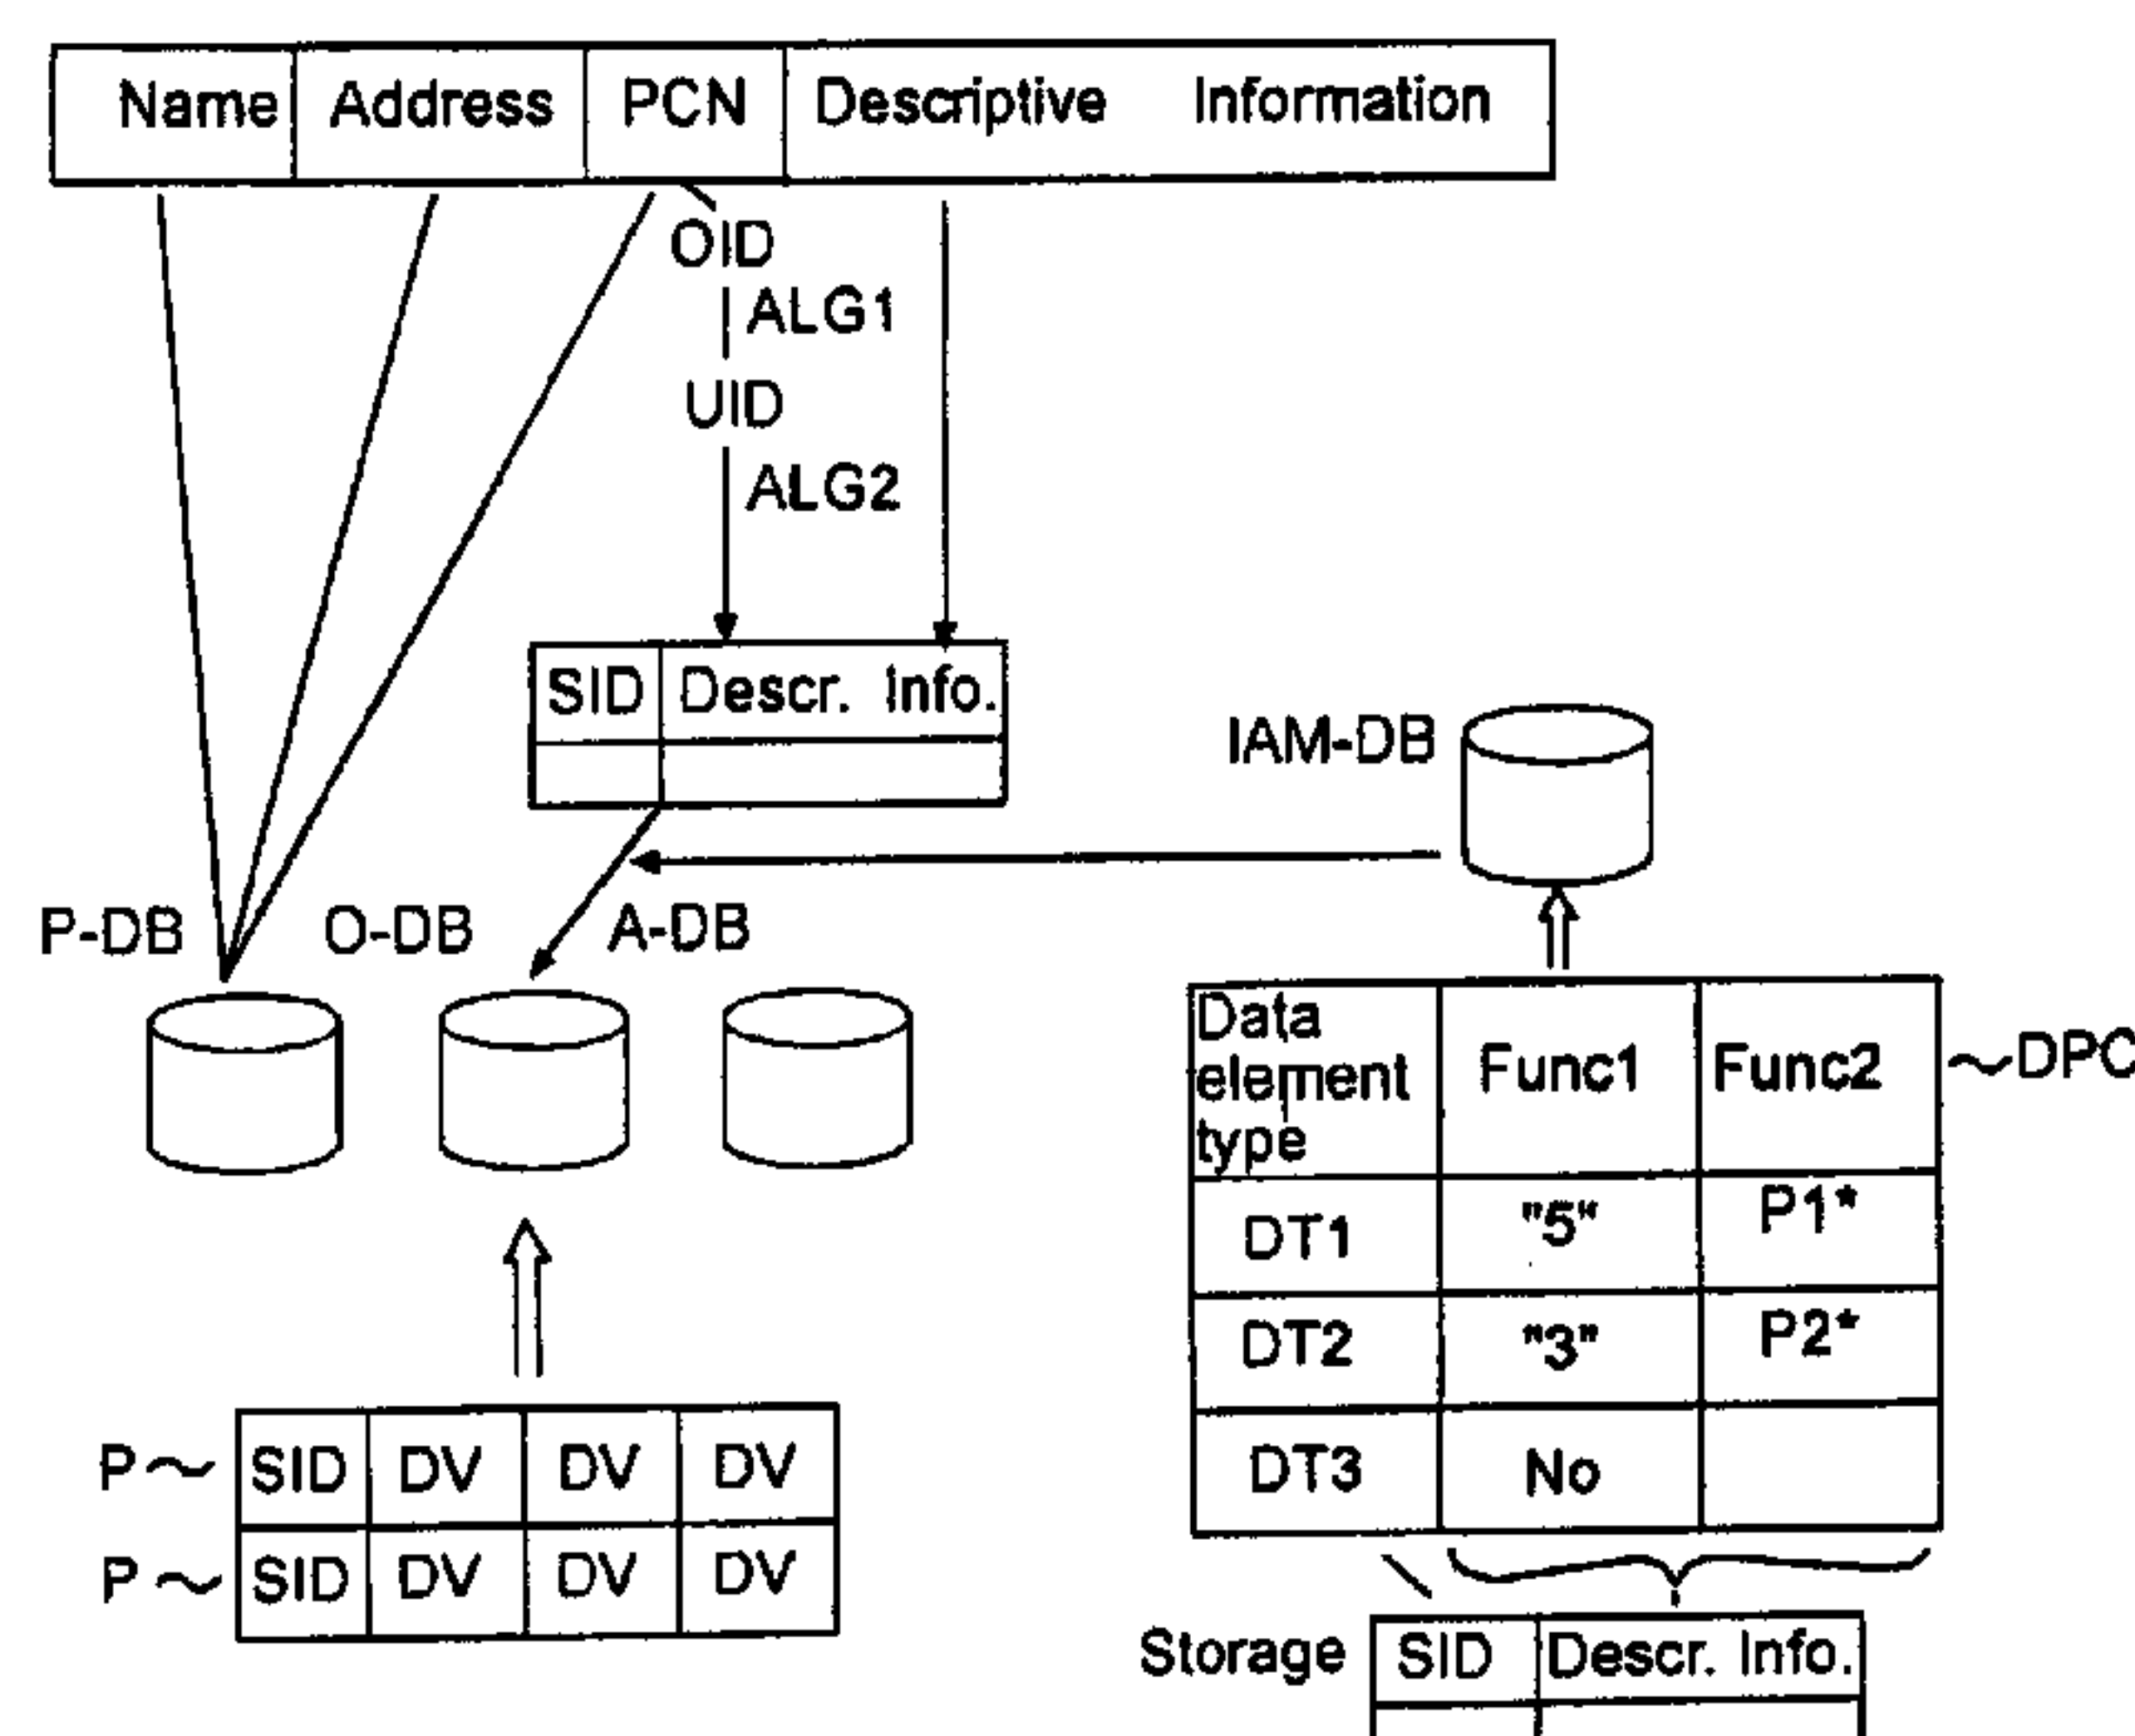 Name Address PCN Descriptive Information
OID
ALG1
UID
ALG2
SID Descr. Info.
IAM-DB
P-DB O-DB A-DB
Data element type Func1 Func2 ~DPC
DT1 "5" P1*
DT2 "3" P2*
DT3 No
P~ SID DV DV DV
P~ SID DV DV DV
Storage SID Descr. Info.